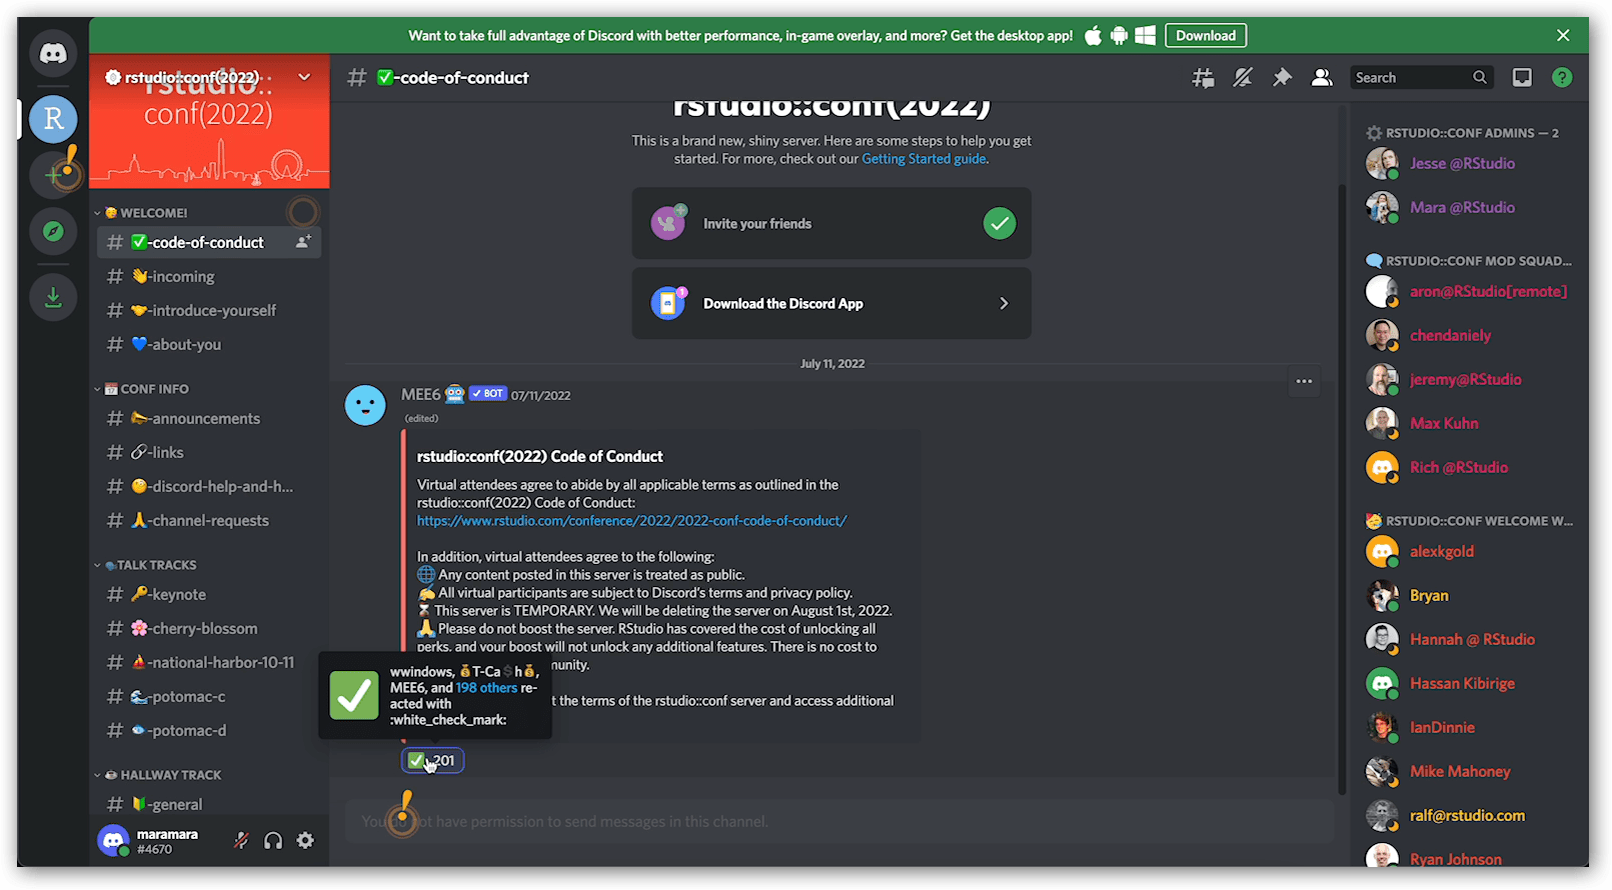 Want to take full advantage of Discord with better performance, in-game overlay, and more? Get the desktop app!
Download
rstudio::conf(2022)
rstudio::
conf(2022)
✅-code-of-conduct
Search
WELCOME!
✅-code-of-conduct
👋-incoming
🤝-introduce-yourself
💙-about-you
CONF INFO
📣-announcements
🔗-links
🤔-discord-help-and-h...
🙏-channel-requests
TALK TRACKS
🔑-keynote
🌸-cherry-blossom
⛵-national-harbor-10-11
🌊-potomac-c
👁-potomac-d
HALLWAY TRACK
🔰-general
maramara
#4670
rstudio::conf(2022)
This is a brand new, shiny server. Here are some steps to help you get
started. For more, check out our Getting Started guide.
Invite your friends
Download the Discord App
July 11, 2022
MEE6 🤖 ✓ BOT 07/11/2022
(edited)
rstudio:conf(2022) Code of Conduct
Virtual attendees agree to abide by all applicable terms as outlined in the
rstudio::conf(2022) Code of Conduct:
https://www.rstudio.com/conference/2022/2022-conf-code-of-conduct/
In addition, virtual attendees agree to the following:
🌐 Any content posted in this server is treated as public.
✍ All virtual participants are subject to Discord's terms and privacy policy.
⏳ This server is TEMPORARY. We will be deleting the server on August 1st, 2022.
🙏 Please do not boost the server. RStudio has covered the cost of unlocking all
perks, and your boost will not unlock any additional features. There is no cost to
munity.
t the terms of the rstudio::conf server and access additional
wwindows, 💰T-Ca💲h💰,
MEE6, and 198 others re-
acted with
:white_check_mark:
✅ 201
You do not have permission to send messages in this channel.
RSTUDIO::CONF ADMINS — 2
Jesse @RStudio
Mara @RStudio
RSTUDIO::CONF MOD SQUAD...
aron@RStudio[remote]
chendaniely
jeremy@RStudio
Max Kuhn
Rich @RStudio
RSTUDIO::CONF WELCOME W...
alexkgold
Bryan
Hannah @ RStudio
Hassan Kibirige
IanDinnie
Mike Mahoney
ralf@rstudio.com
Ryan Johnson
R